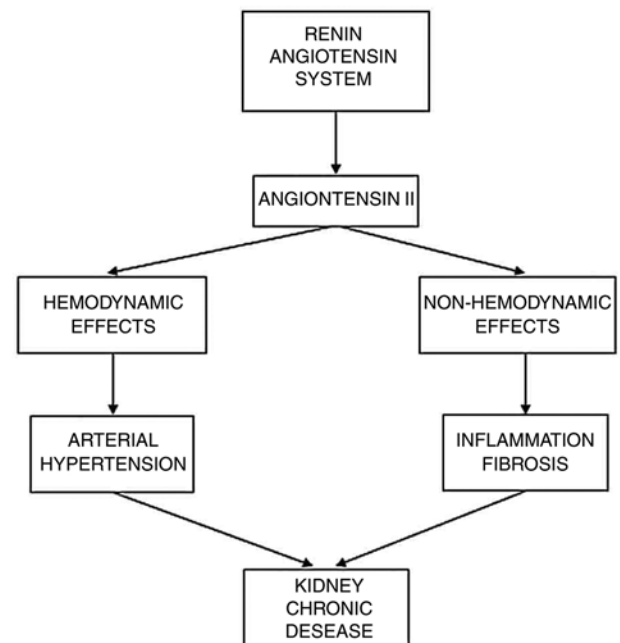 RENIN
ANGIOTENSIN
SYSTEM
ANGIONTENSIN II
HEMODYNAMIC
EFFECTS
NON-HEMODYNAMIC
EFFECTS
ARTERIAL
HYPERTENSION
INFLAMMATION
FIBROSIS
KIDNEY
CHRONIC
DESEASE